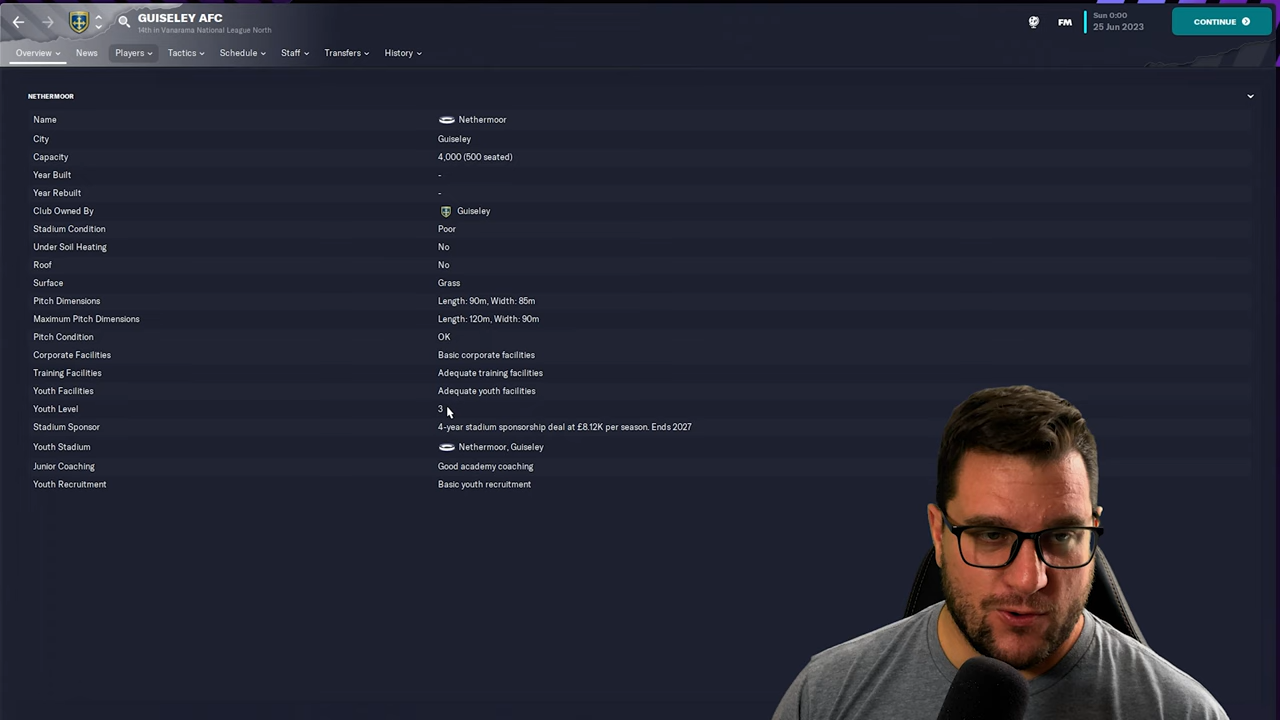 GUISELEY AFC
14th in Vanarama National League North
FM
Sun 0:00
25 Jun 2023
CONTINUE
Overview News Players Tactics Schedule Staff Transfers History
NETHERMOOR
Name Nethermoor
City Guiseley
Capacity 4,000 (500 seated)
Year Built -
Year Rebuilt -
Club Owned By Guiseley
Stadium Condition Poor
Under Soil Heating No
Roof No
Surface Grass
Pitch Dimensions Length: 90m, Width: 85m
Maximum Pitch Dimensions Length: 120m, Width: 90m
Pitch Condition OK
Corporate Facilities Basic corporate facilities
Training Facilities Adequate training facilities
Youth Facilities Adequate youth facilities
Youth Level 3
Stadium Sponsor 4-year stadium sponsorship deal at £8.12K per season. Ends 2027
Youth Stadium Nethermoor, Guiseley
Junior Coaching Good academy coaching
Youth Recruitment Basic youth recruitment